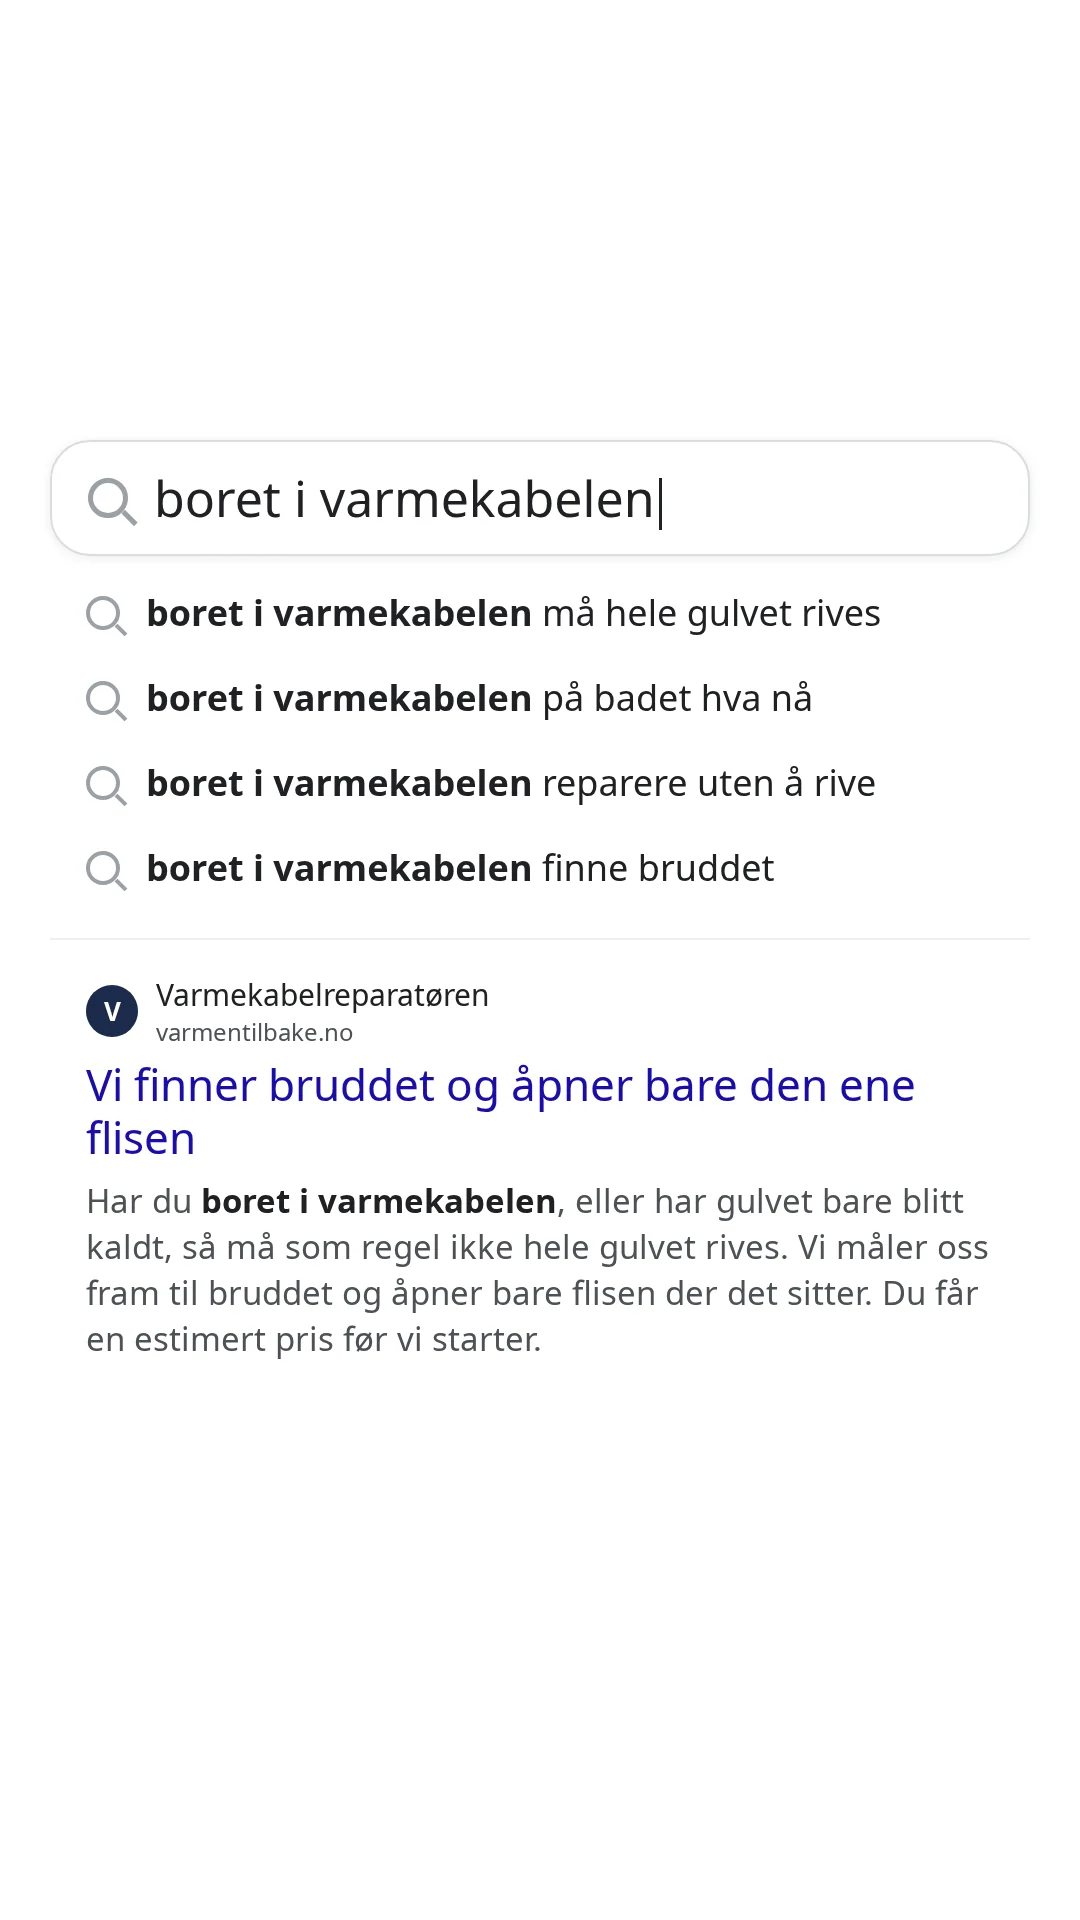 boret i varmekabelen
boret i varmekabelen må hele gulvet rives
boret i varmekabelen på badet hva nå
boret i varmekabelen reparere uten å rive
boret i varmekabelen finne bruddet
V
Varmekabelreparatøren
varmentilbake.no
Vi finner bruddet og åpner bare den ene
flisen
Har du boret i varmekabelen, eller har gulvet bare blitt
kaldt, så må som regel ikke hele gulvet rives. Vi måler oss
fram til bruddet og åpner bare flisen der det sitter. Du får
en estimert pris før vi starter.